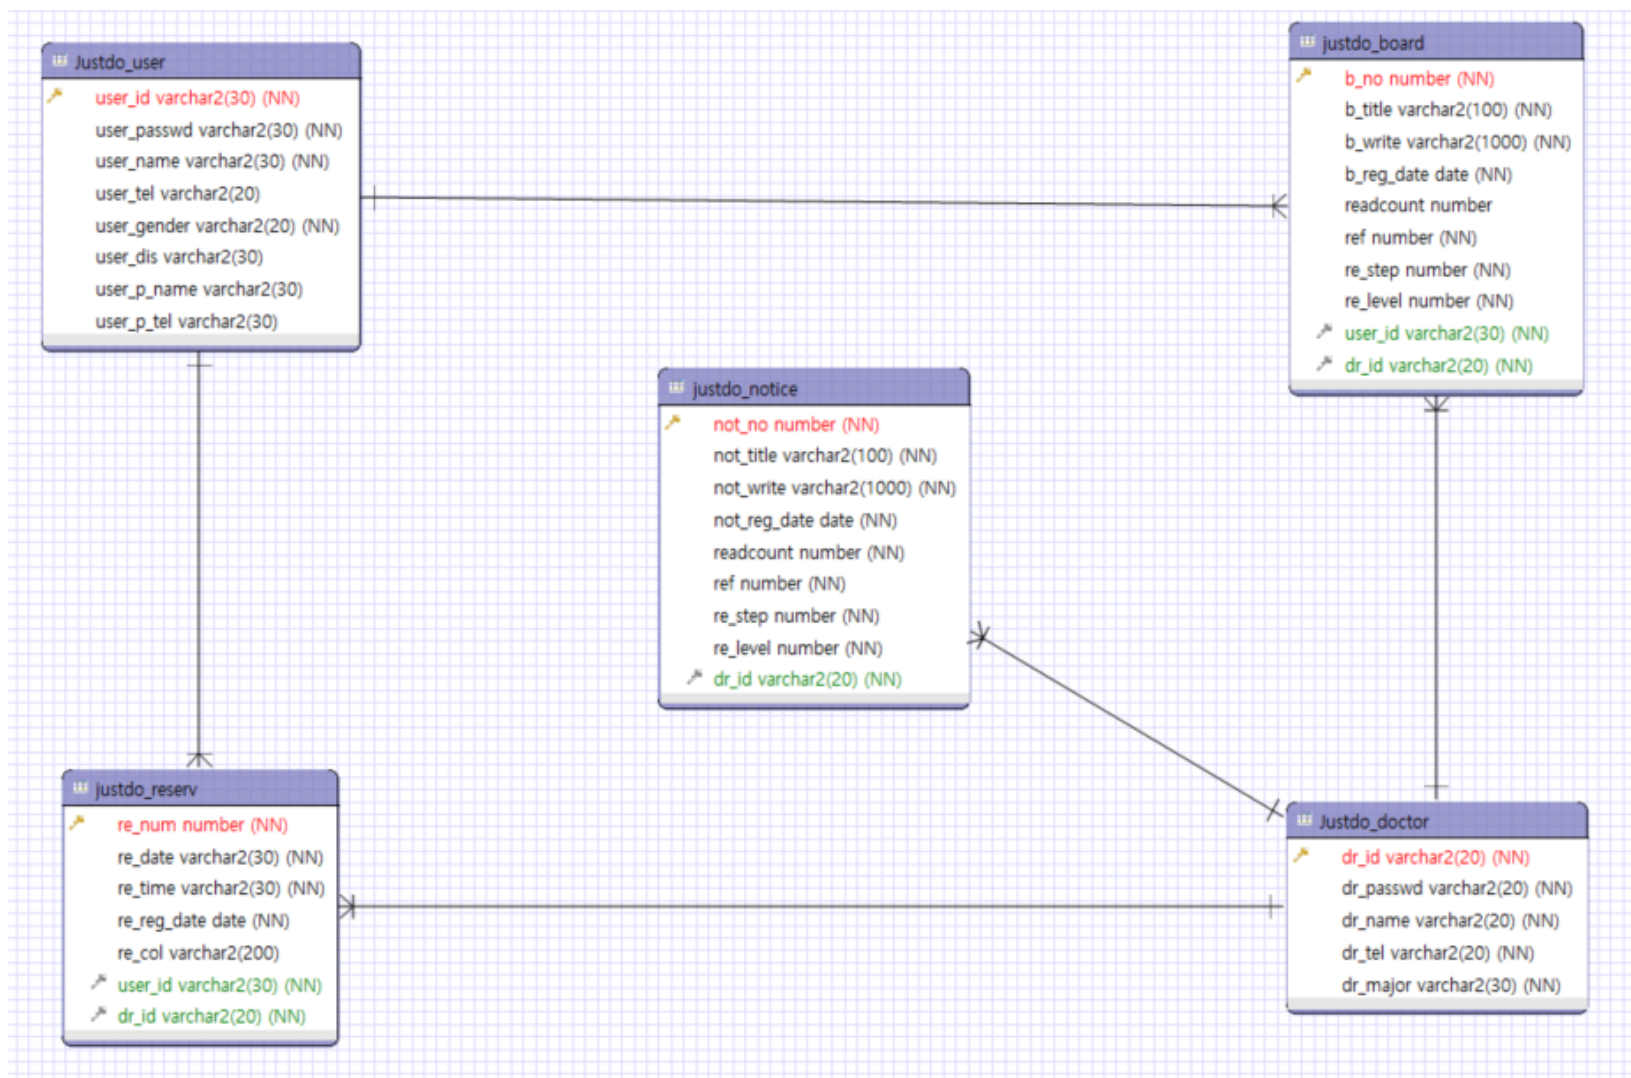 Justdo_user
user_id varchar2(30) (NN)
user_passwd varchar2(30) (NN)
user_name varchar2(30) (NN)
user_tel varchar2(20)
user_gender varchar2(20) (NN)
user_dis varchar2(30)
user_p_name varchar2(30)
user_p_tel varchar2(30)
justdo_board
b_no number (NN)
b_title varchar2(100) (NN)
b_write varchar2(1000) (NN)
b_reg_date date (NN)
readcount number
ref number (NN)
re_step number (NN)
re_level number (NN)
user_id varchar2(30) (NN)
dr_id varchar2(20) (NN)
justdo_notice
not_no number (NN)
not_title varchar2(100) (NN)
not_write varchar2(1000) (NN)
not_reg_date date (NN)
readcount number (NN)
ref number (NN)
re_step number (NN)
re_level number (NN)
dr_id varchar2(20) (NN)
justdo_reserv
re_num number (NN)
re_date varchar2(30) (NN)
re_time varchar2(30) (NN)
re_reg_date date (NN)
re_col varchar2(200)
user_id varchar2(30) (NN)
dr_id varchar2(20) (NN)
Justdo_doctor
dr_id varchar2(20) (NN)
dr_passwd varchar2(20) (NN)
dr_name varchar2(20) (NN)
dr_tel varchar2(20) (NN)
dr_major varchar2(30) (NN)